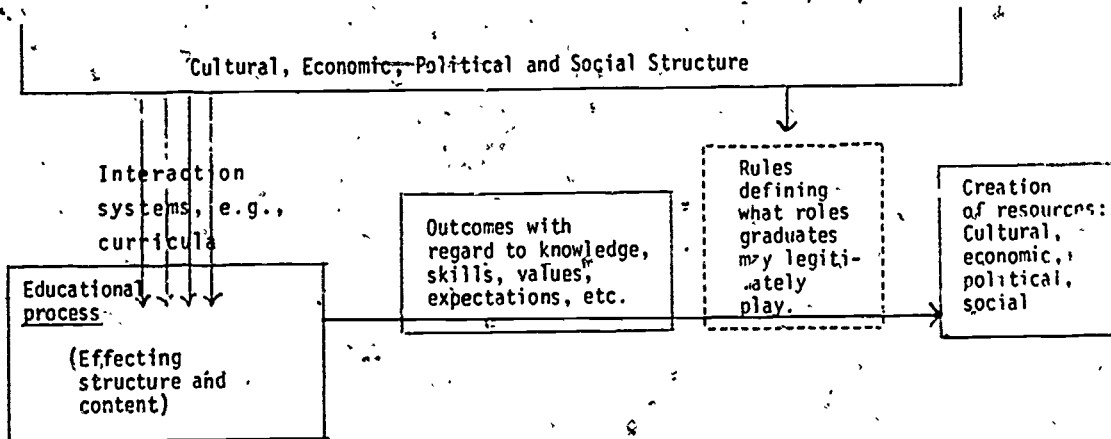 Cultural, Economic, Political and Social Structure
Interaction
systems, e.g.,
curricula
Educational
process
(Effecting
structure and
content)
Outcomes with
regard to knowledge,
skills, values,
expectations, etc.
Rules
defining
what roles
graduates
may legiti-
mately
play.
Creation
of resources:
Cultural,
economic,
political,
social